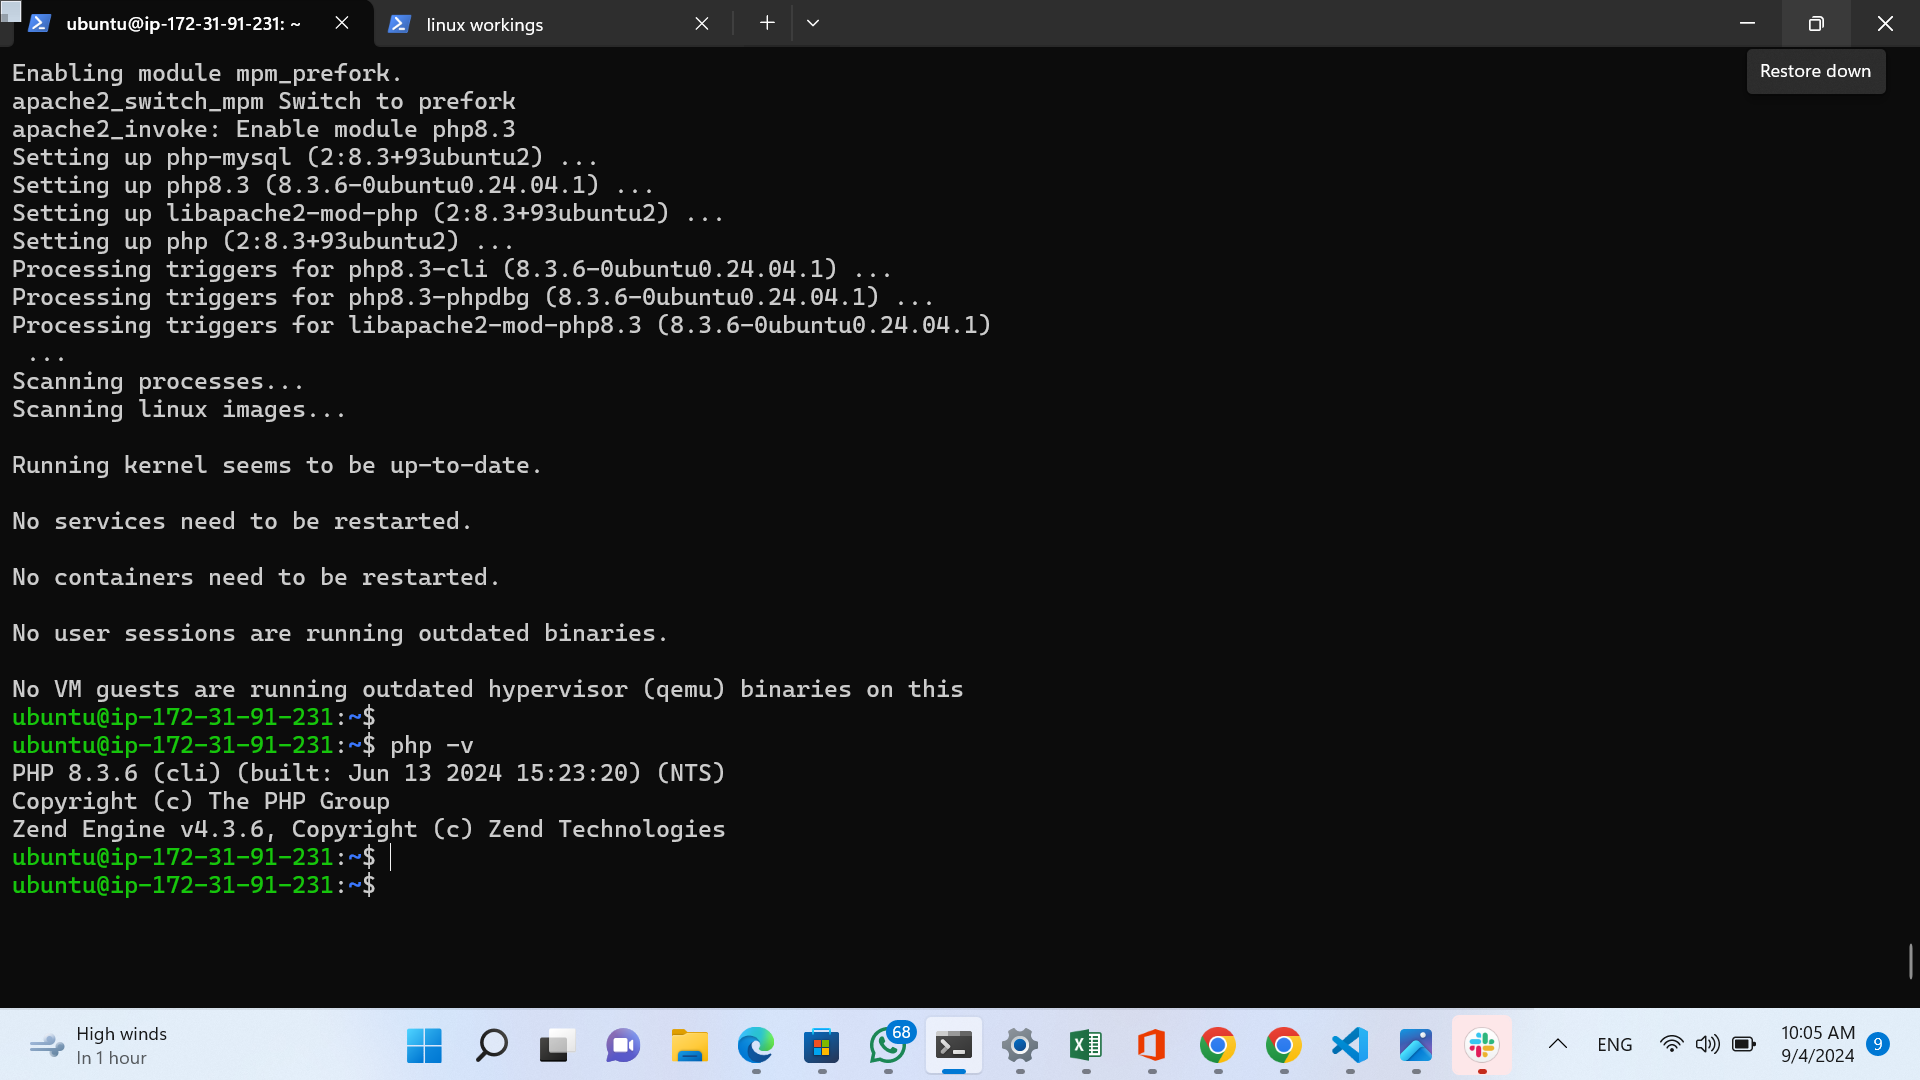 ubuntu@ip-172-31-91-231: ~
linux workings
Restore down
Enabling module mpm_prefork.
apache2_switch_mpm Switch to prefork
apache2_invoke: Enable module php8.3
Setting up php-mysql (2:8.3+93ubuntu2) ...
Setting up php8.3 (8.3.6-0ubuntu0.24.04.1) ...
Setting up libapache2-mod-php (2:8.3+93ubuntu2) ...
Setting up php (2:8.3+93ubuntu2) ...
Processing triggers for php8.3-cli (8.3.6-0ubuntu0.24.04.1) ...
Processing triggers for php8.3-phpdbg (8.3.6-0ubuntu0.24.04.1) ...
Processing triggers for libapache2-mod-php8.3 (8.3.6-0ubuntu0.24.04.1)
 ...
Scanning processes...
Scanning linux images...
Running kernel seems to be up-to-date.
No services need to be restarted.
No containers need to be restarted.
No user sessions are running outdated binaries.
No VM guests are running outdated hypervisor (qemu) binaries on this
ubuntu@ip-172-31-91-231:~$
ubuntu@ip-172-31-91-231:~$ php -v
PHP 8.3.6 (cli) (built: Jun 13 2024 15:23:20) (NTS)
Copyright (c) The PHP Group
Zend Engine v4.3.6, Copyright (c) Zend Technologies
ubuntu@ip-172-31-91-231:~$
ubuntu@ip-172-31-91-231:~$
High winds
In 1 hour
68
ENG
10:05 AM
9/4/2024
9